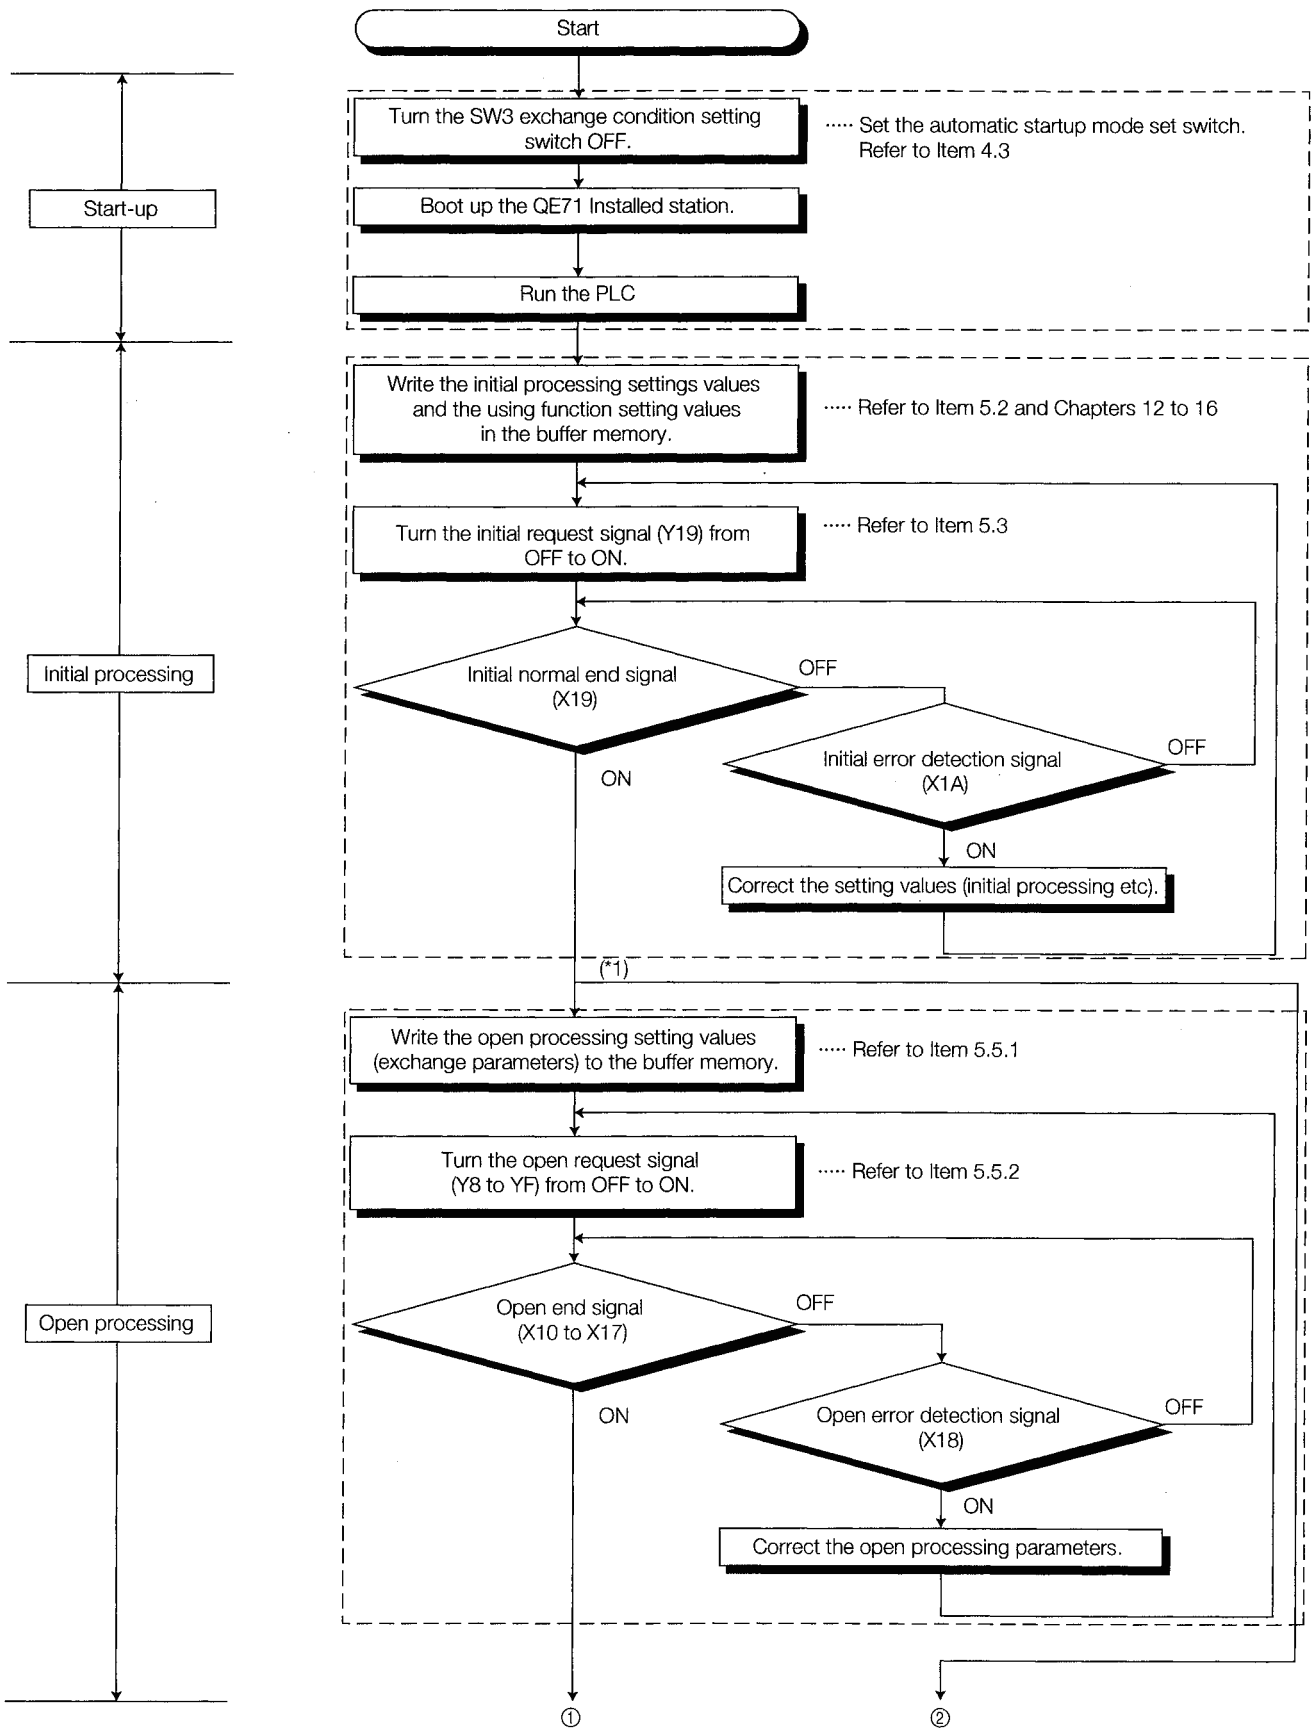 Start
Turn the SW3 exchange condition setting
switch OFF.
····· Set the automatic startup mode set switch.
Refer to Item 4.3
Start-up
Boot up the QE71 Installed station.
Run the PLC
Write the initial processing settings values
and the using function setting values
in the buffer memory.
····· Refer to Item 5.2 and Chapters 12 to 16
Turn the initial request signal (Y19) from
OFF to ON.
····· Refer to Item 5.3
Initial processing
Initial normal end signal
(X19)
OFF
ON
Initial error detection signal
(X1A)
OFF
ON
Correct the setting values (initial processing etc).
(*1)
Write the open processing setting values
(exchange parameters) to the buffer memory.
····· Refer to Item 5.5.1
Turn the open request signal
(Y8 to YF) from OFF to ON.
····· Refer to Item 5.5.2
Open processing
Open end signal
(X10 to X17)
OFF
ON
Open error detection signal
(X18)
OFF
ON
Correct the open processing parameters.
① ②